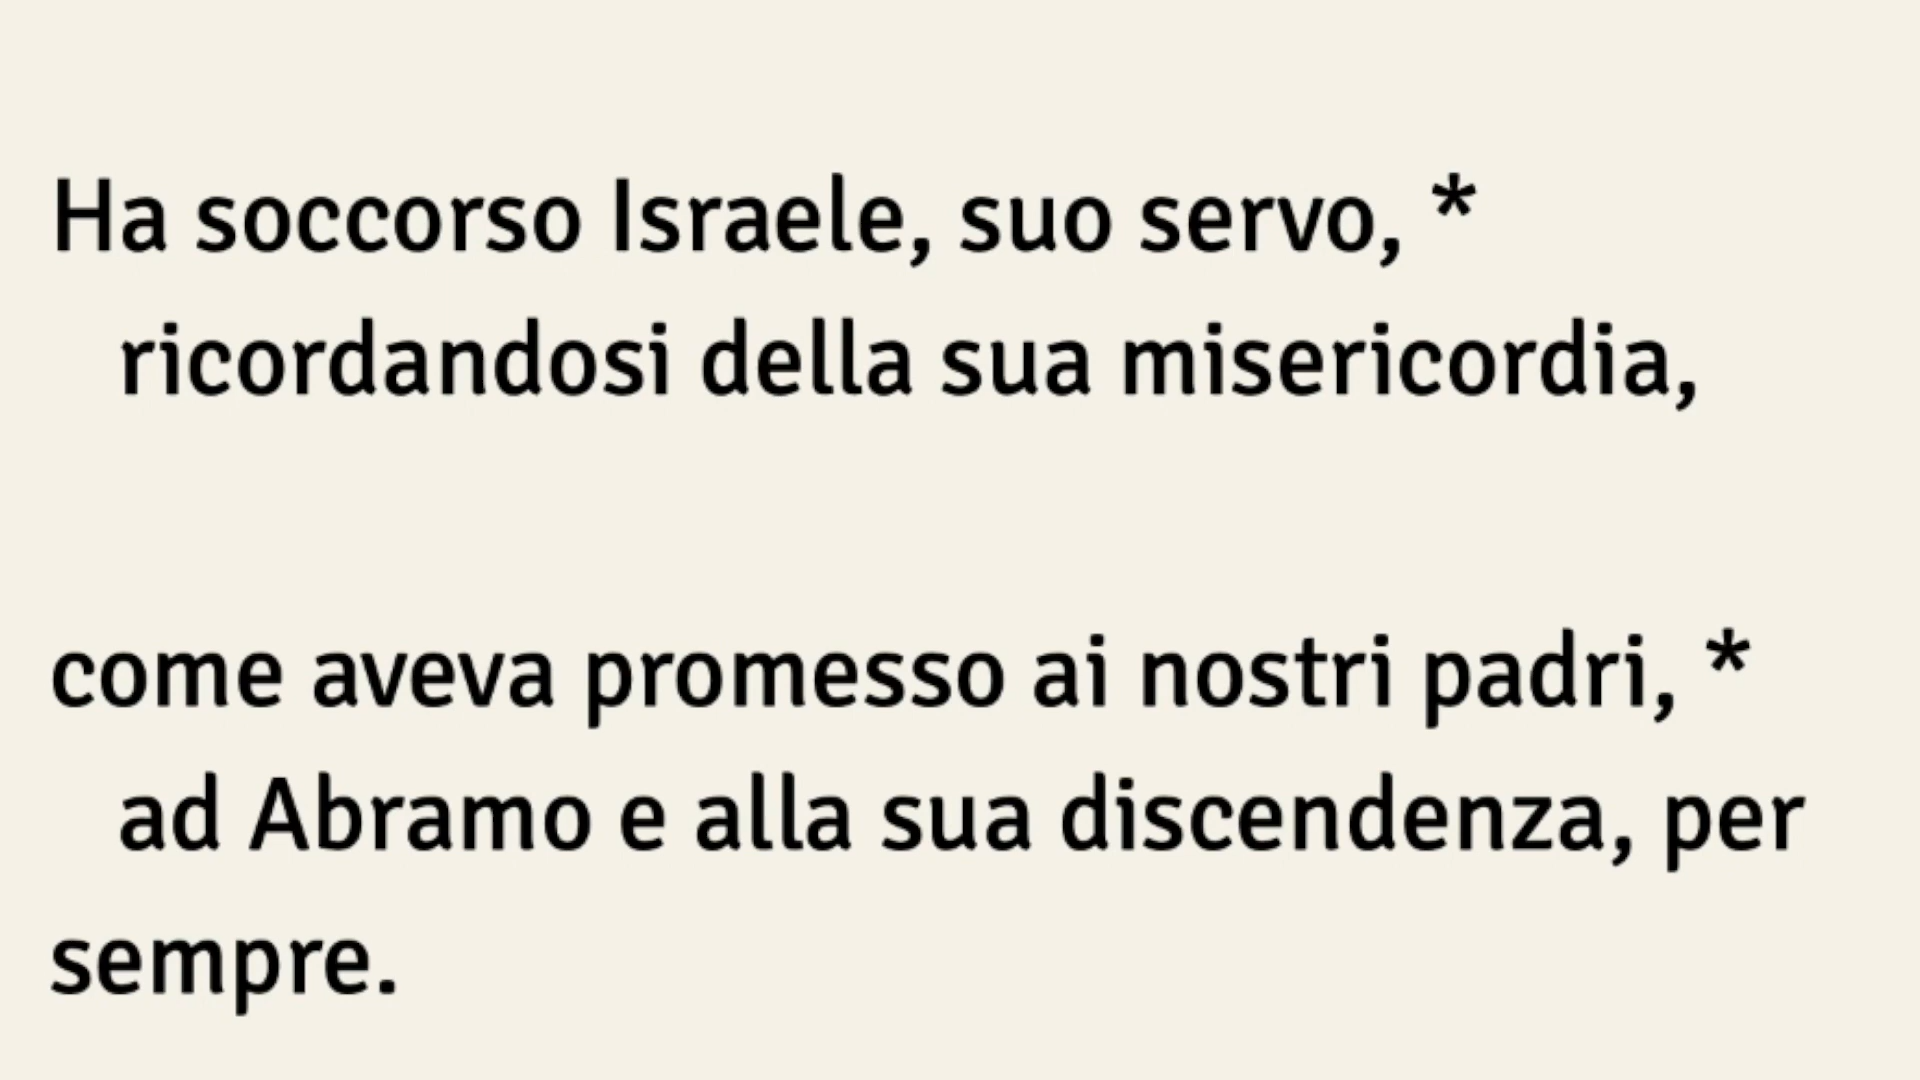 Ha soccorso Israele, suo servo, *
ricordandosi della sua misericordia,
come aveva promesso ai nostri padri, *
ad Abramo e alla sua discendenza, per
sempre.